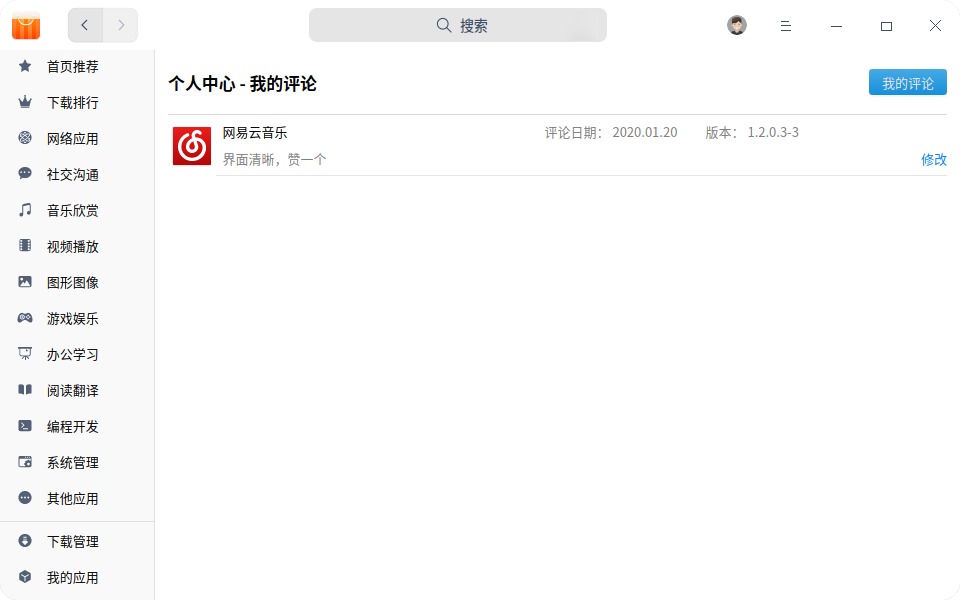 搜索
首页推荐
下载排行
网络应用
社交沟通
音乐欣赏
视频播放
图形图像
游戏娱乐
办公学习
阅读翻译
编程开发
系统管理
其他应用
下载管理
我的应用
个人中心 - 我的评论
我的评论
网易云音乐
评论日期： 2020.01.20
版本： 1.2.0.3-3
界面清晰，赞一个
修改